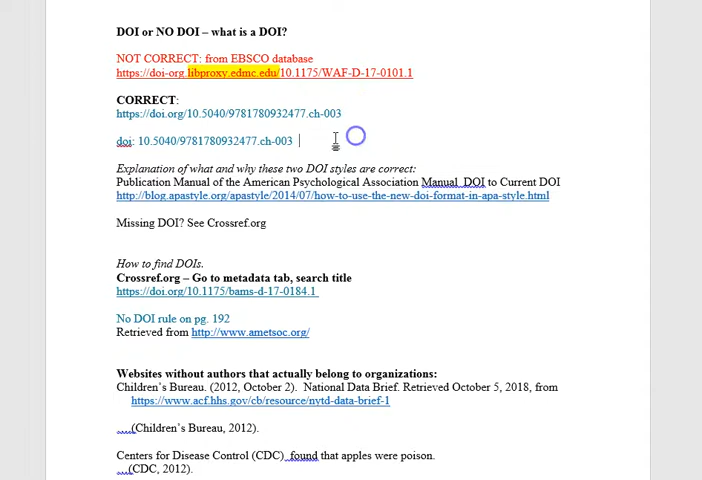 DOI or NO DOI – what is a DOI?
NOT CORRECT: from EBSCO database
https://doi-org.libproxy.edmc.edu/10.1175/WAF-D-17-0101.1
CORRECT:
https://doi.org/10.5040/9781780932477.ch-003
doi: 10.5040/9781780932477.ch-003
Explanation of what and why these two DOI styles are correct:
Publication Manual of the American Psychological Association Manual DOI to Current DOI
http://blog.apastyle.org/apastyle/2014/07/how-to-use-the-new-doi-format-in-apa-style.html
Missing DOI? See Crossref.org
How to find DOIs.
Crossref.org – Go to metadata tab, search title
https://doi.org/10.1175/bams-d-17-0184.1
No DOI rule on pg. 192
Retrieved from http://www.ametsoc.org/
Websites without authors that actually belong to organizations:
Children's Bureau. (2012, October 2). National Data Brief. Retrieved October 5, 2018, from
https://www.acf.hhs.gov/cb/resource/nytd-data-brief-1
....(Children's Bureau, 2012).
Centers for Disease Control (CDC) found that apples were poison.
...(CDC, 2012).